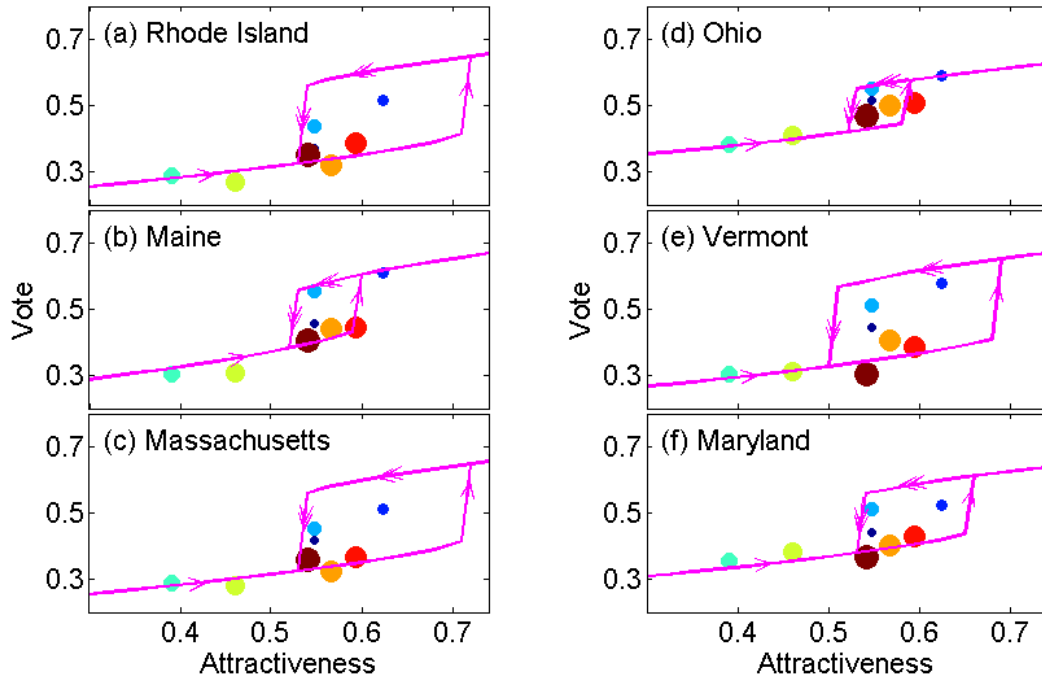 (a) Rhode Island
0.7
0.5
0.3
Vote
(b) Maine
0.7
0.5
0.3
Vote
(c) Massachusetts
0.7
0.5
0.3
Vote
0.4 0.5 0.6 0.7
Attractiveness
(d) Ohio
0.7
0.5
0.3
(e) Vermont
0.7
0.5
0.3
(f) Maryland
0.7
0.5
0.3
0.4 0.5 0.6 0.7
Attractiveness